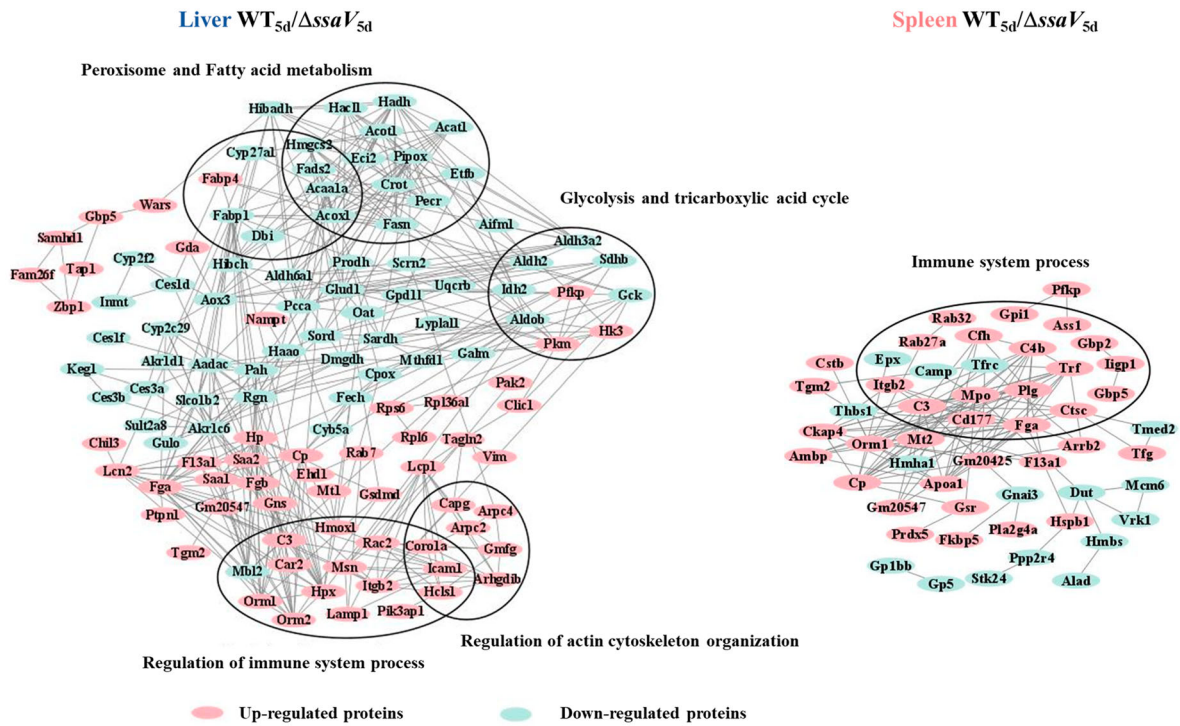 Liver WT5d/ΔssaV5d
Spleen WT5d/ΔssaV5d
Peroxisome and Fatty acid metabolism
Hibadh
Hacl1
Hadh
Acot1
Acat1
Cyp27a1
Hmgcs2
Eci2
Pipox
Fads2
Etfb
Fabp4
Acaa1a
Crot
Pecr
Glycolysis and tricarboxylic acid cycle
Wars
Gbp5
Fabp1
Acox1
Fasn
Aifm1
Samhd1
Dbi
Gda
Aldh3a2
Fam26f
Tap1
Cyp2f2
Hibch
Aldh6a1
Prodh
Scrn2
Aldh2
Sdhb
Zbp1
Inmt
Ces1d
Aox3
Pcca
Glud1
Gpd1l
Uqcrb
Idh2
Pfkp
Gck
Nampt
Oat
Ces1f
Cyp2c29
Sord
Sardh
Lyplal1
Aldob
Hk3
Keg1
Akr1d1
Aadac
Haao
Dmgdh
Mthfd1
Galm
Pkm
Pah
Cpox
Ces3b
Ces3a
Slco1b2
Rgn
Fech
Pak2
Rps6
Rpl36al
Clic1
Sult2a8
Akr1c6
Cyb5a
Chil3
Gulo
Hp
Rpl6
Tagln2
Lcn2
F13a1
Saa2
Cp
Rab7
Vim
Saa1
Fgb
Ehd1
Lcp1
Fga
Mt1
Gsdmd
Ptpn1
Gm20547
Gns
Capg
Arpc4
Hmox1
Arpc2
Tgm2
C3
Rac2
Coro1a
Gmfg
Mbl2
Car2
Msn
Icam1
Arhgdib
Orm1
Hpx
Itgb2
Hcls1
Orm2
Lamp1
Pik3ap1
Regulation of actin cytoskeleton organization
Regulation of immune system process
Immune system process
Pfkp
Rab32
Gpi1
Ass1
Rab27a
Cfh
Gbp2
Cstb
Epx
C4b
Iigp1
Camp
Tfrc
Trf
Tgm2
Itgb2
Mpo
Plg
Gbp5
Thbs1
C3
Cd177
Ctsc
Ckap4
Fga
Tmed2
Orm1
Mt2
Arrb2
Ambp
Hmha1
Gm20425
F13a1
Tfg
Cp
Apoa1
Gnai3
Dut
Mcm6
Gm20547
Gsr
Hspb1
Vrk1
Prdx5
Fkbp5
Pla2g4a
Hmbs
Gp1bb
Ppp2r4
Gp5
Stk24
Alad
Up-regulated proteins
Down-regulated proteins